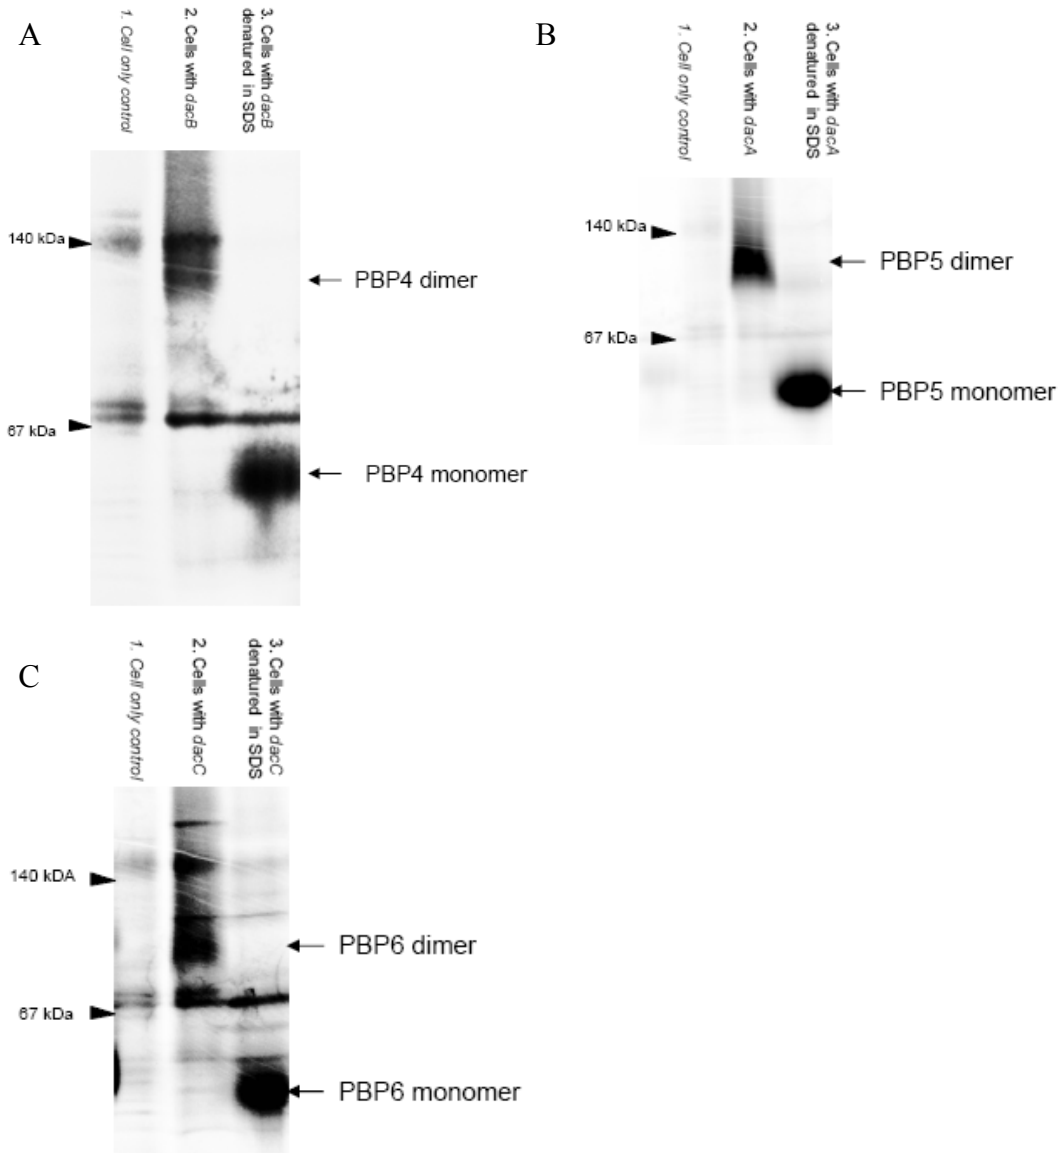 A
1. Cell only control
2. Cells with dacB
3. Cells with dacB
denatured in SDS
140 kDa
PBP4 dimer
67 kDa
PBP4 monomer
B
1. Cell only control
2. Cells with dacA
3. Cells with dacA
denatured in SDS
140 kDa
PBP5 dimer
67 kDa
PBP5 monomer
C
1. Cell only control
2. Cells with dacC
3. Cells with dacC
denatured in SDS
140 kDA
PBP6 dimer
67 kDa
PBP6 monomer